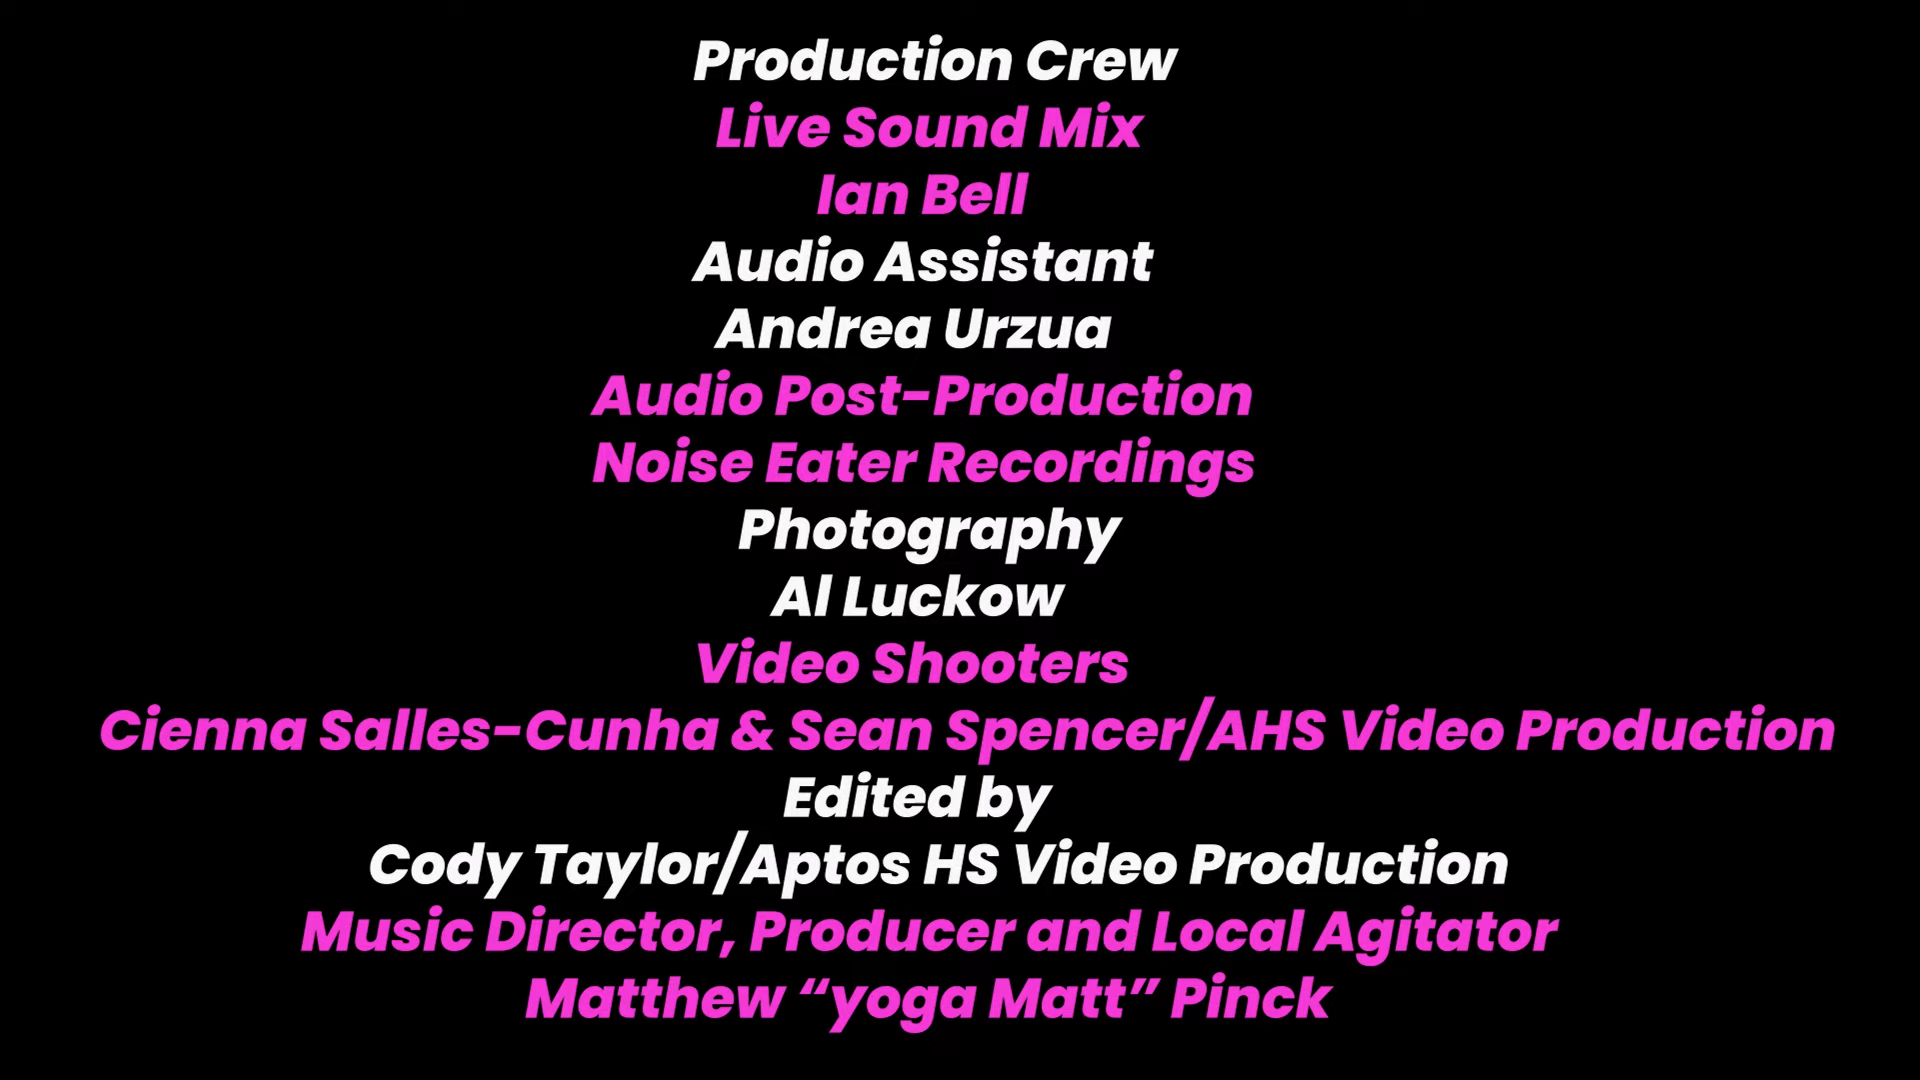 Production Crew
Live Sound Mix
Ian Bell
Audio Assistant
Andrea Urzua
Audio Post-Production
Noise Eater Recordings
Photography
Al Luckow
Video Shooters
Cienna Salles-Cunha & Sean Spencer/AHS Video Production
Edited by
Cody Taylor/Aptos HS Video Production
Music Director, Producer and Local Agitator
Matthew “yoga Matt” Pinck